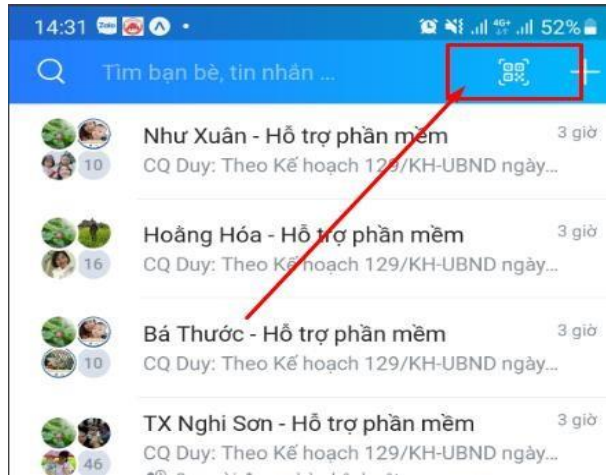 14:31 Zalo 4G+ 52%
Tìm bạn bè, tin nhắn ...
Như Xuân - Hỗ trợ phần mềm 3 giờ
10 CQ Duy: Theo Kế hoạch 129/KH-UBND ngày...
Hoằng Hóa - Hỗ trợ phần mềm 3 giờ
16 CQ Duy: Theo Kế hoạch 129/KH-UBND ngày...
Bá Thước - Hỗ trợ phần mềm 3 giờ
10 CQ Duy: Theo Kế hoạch 129/KH-UBND ngày...
TX Nghi Sơn - Hỗ trợ phần mềm 3 giờ
46 CQ Duy: Theo Kế hoạch 129/KH-UBND ngày...